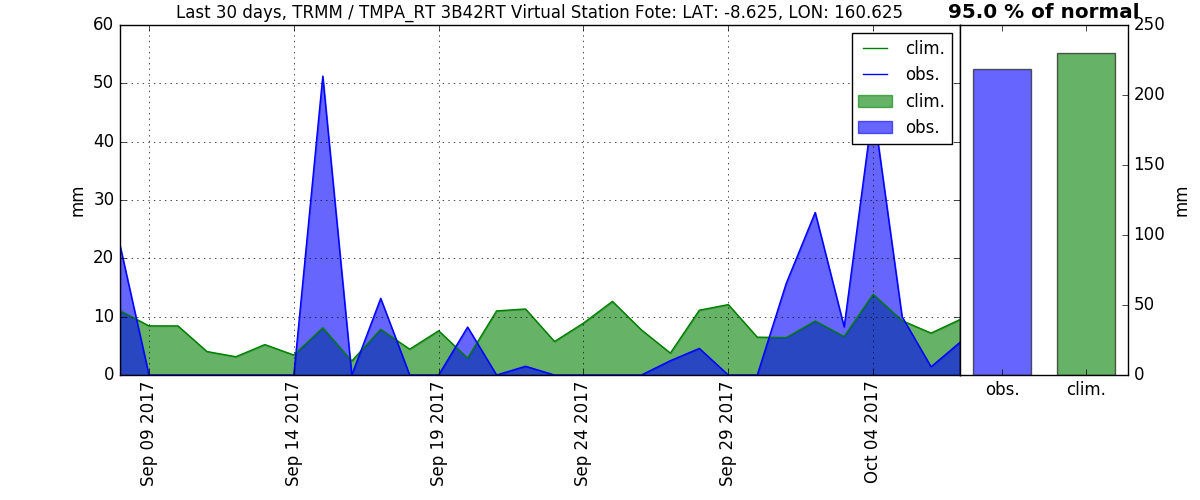 Last 30 days, TRMM / TMPA_RT 3B42RT Virtual Station Fote: LAT: -8.625, LON: 160.625
95.0 % of normal
60
50
40
30
20
10
0
mm
clim.
obs.
clim.
obs.
250
200
150
100
50
0
mm
Sep 09 2017
Sep 14 2017
Sep 19 2017
Sep 24 2017
Sep 29 2017
Oct 04 2017
obs.
clim.